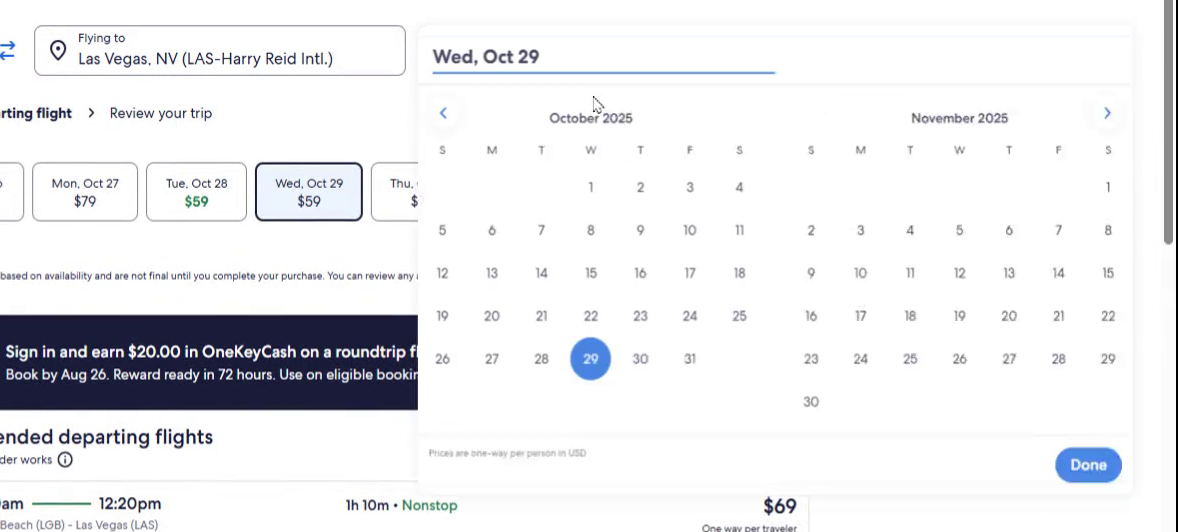 Flying to
Las Vegas, NV (LAS-Harry Reid Intl.)
Wed, Oct 29
rting flight > Review your trip
Mon, Oct 27
$79
Tue, Oct 28
$59
Wed, Oct 29
$59
Thu,
$
based on availability and are not final until you complete your purchase. You can review any
Sign in and earn $20.00 in OneKeyCash on a roundtrip fl
Book by Aug 26. Reward ready in 72 hours. Use on eligible bookin
ended departing flights
der works
am 12:20pm
Beach (LGB) - Las Vegas (LAS)
1h 10m • Nonstop
$69
One way per traveler
October 2025
S M T W T F S
1 2 3 4
5 6 7 8 9 10 11
12 13 14 15 16 17 18
19 20 21 22 23 24 25
26 27 28 29 30 31
November 2025
S M T W T F S
1
2 3 4 5 6 7 8
9 10 11 12 13 14 15
16 17 18 19 20 21 22
23 24 25 26 27 28 29
30
Prices are one-way per person in USD
Done